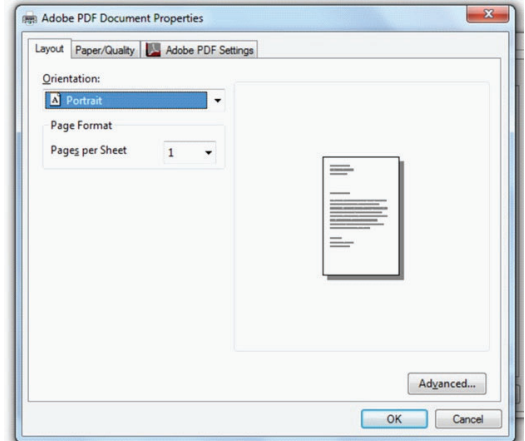 Adobe PDF Document Properties
Layout
Paper/Quality
Adobe PDF Settings
Orientation:
A Portrait
Page Format
Pages per Sheet
1
Advanced...
OK
Cancel